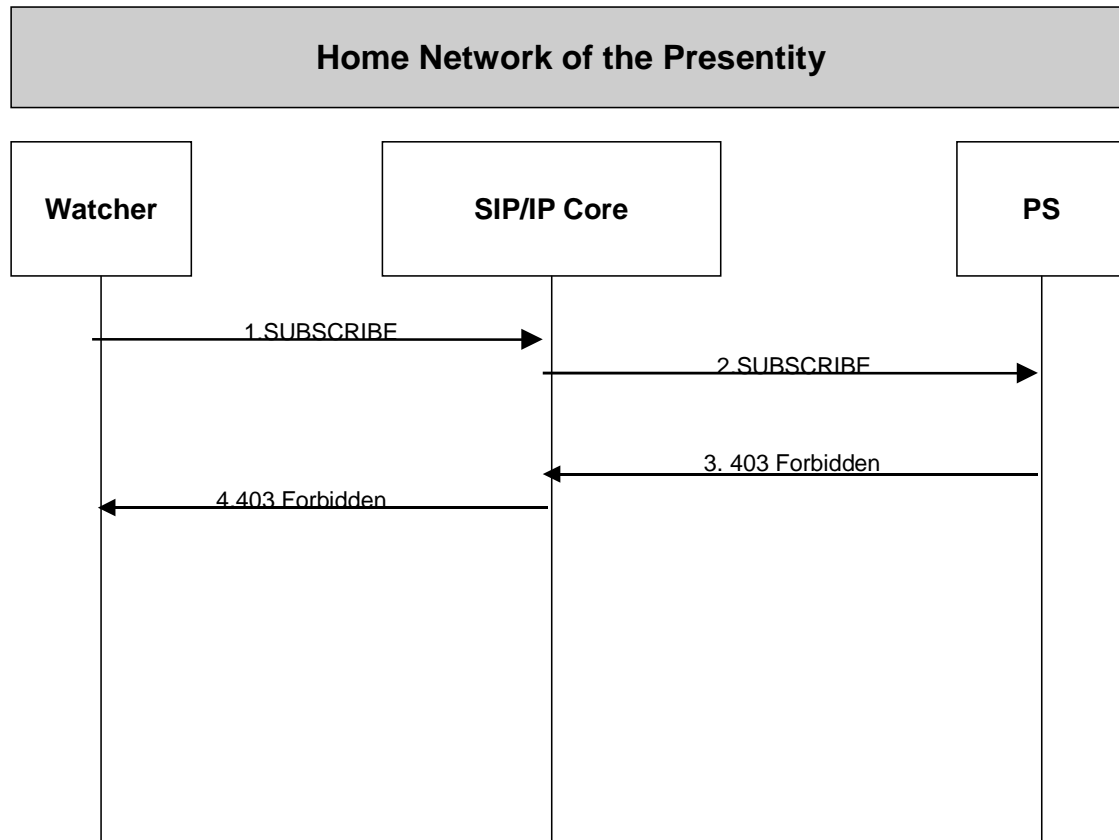 Home Network of the Presentity
Watcher
SIP/IP Core
PS
1.SUBSCRIBE
2.SUBSCRIBE
3. 403 Forbidden
4.403 Forbidden